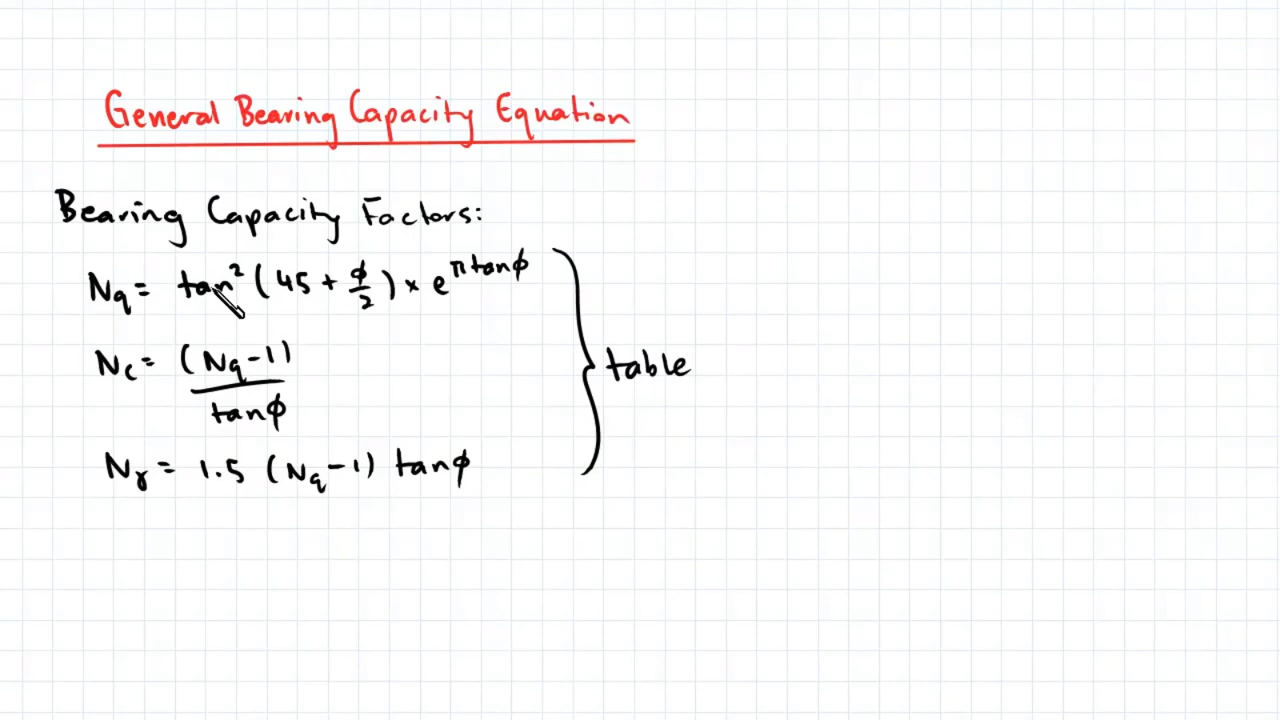 General Bearing Capacity Equation
Bearing Capacity Factors:
Nq = tan² (45 + ϕ/2) × e^πtanϕ
Nc = (Nq-1)/tanϕ
table
Nγ = 1.5 (Nq-1) tanϕ